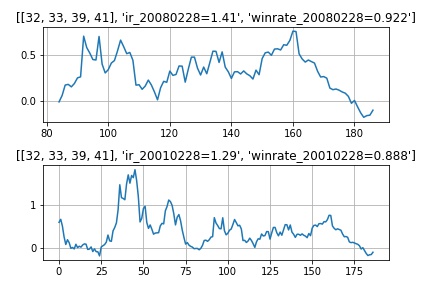 [[32, 33, 39, 41], 'ir_20080228=1.41', 'winrate_20080228=0.922']
0.5
0.0
80 100 120 140 160 180
[[32, 33, 39, 41], 'ir_20010228=1.29', 'winrate_20010228=0.888']
1
0
0 25 50 75 100 125 150 175